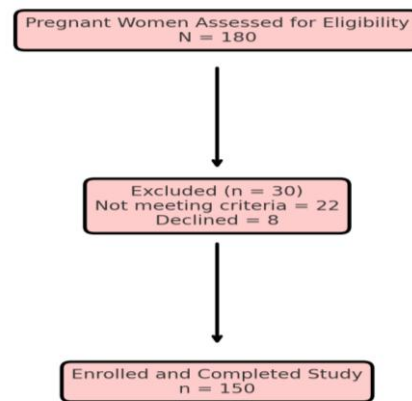 Pregnant Women Assessed for Eligibility
N = 180
Excluded (n = 30)
Not meeting criteria = 22
Declined = 8
Enrolled and Completed Study
n = 150